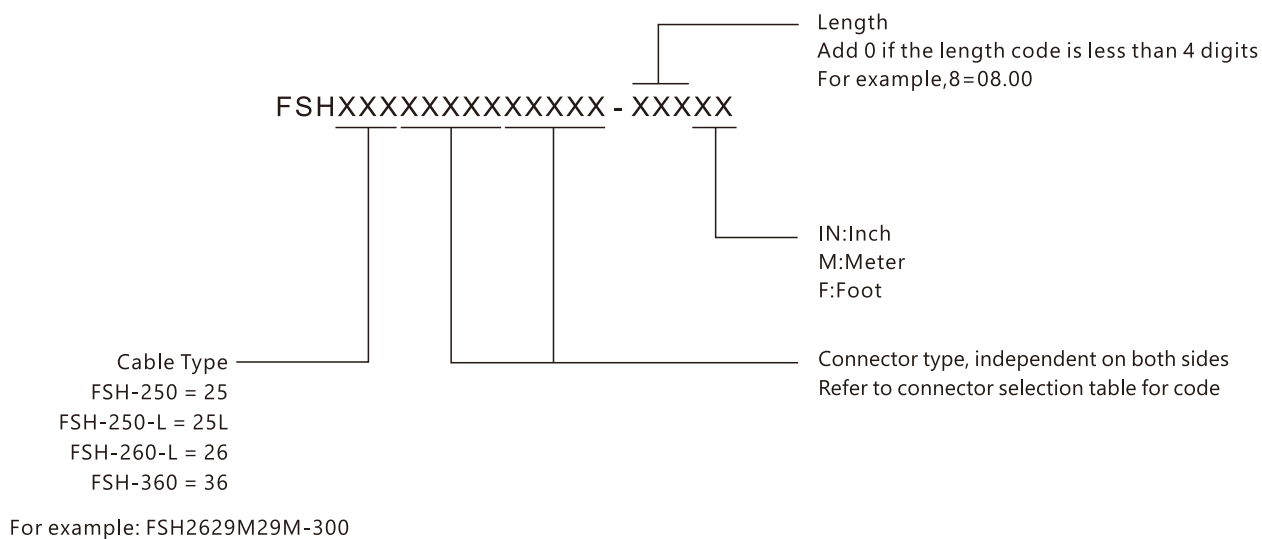 Length
Add 0 if the length code is less than 4 digits
For example,8=08.00
FSHXXXXXXXXXXXXX - XXXXX
IN:Inch
M:Meter
F:Foot
Cable Type
FSH-250 = 25
FSH-250-L = 25L
FSH-260-L = 26
FSH-360 = 36
Connector type, independent on both sides
Refer to connector selection table for code
For example: FSH2629M29M-300